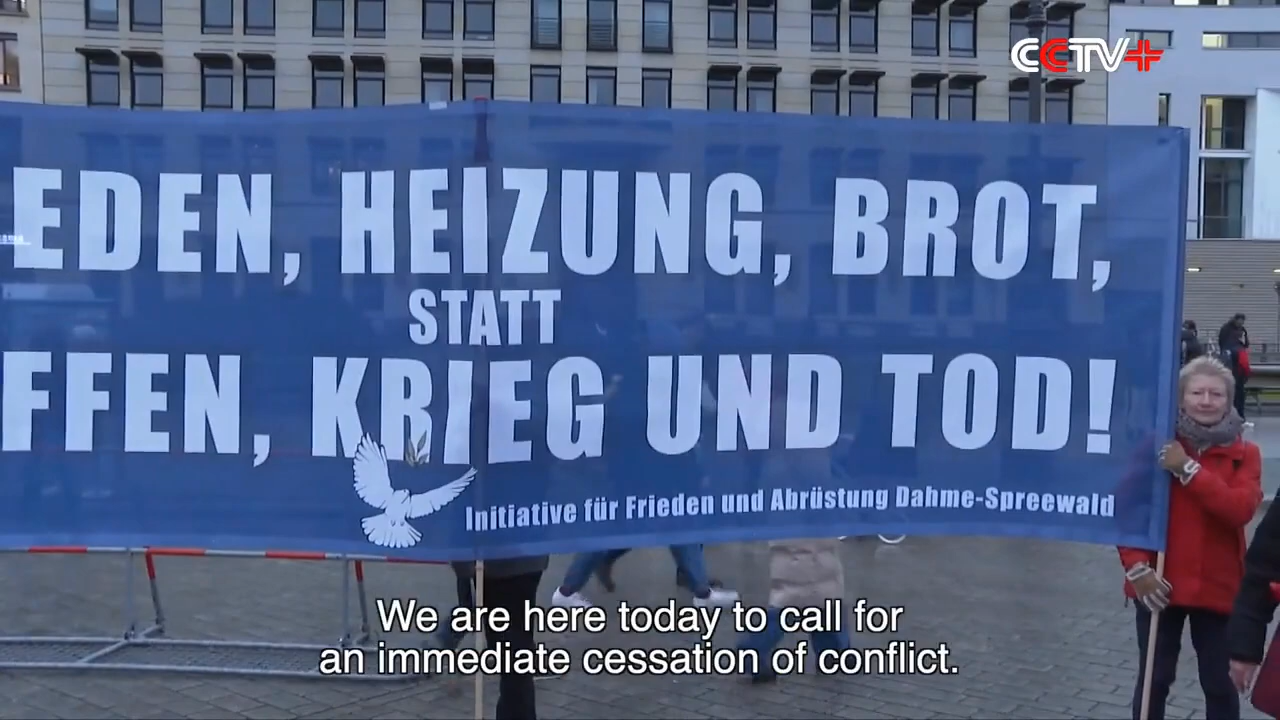 CCTV+
EDEN, HEIZUNG, BROT,
STATT
FFEN, KRIEG UND TOD!
Initiative für Frieden und Abrüstung Dahme-Spreewald
We are here today to call for
an immediate cessation of conflict.